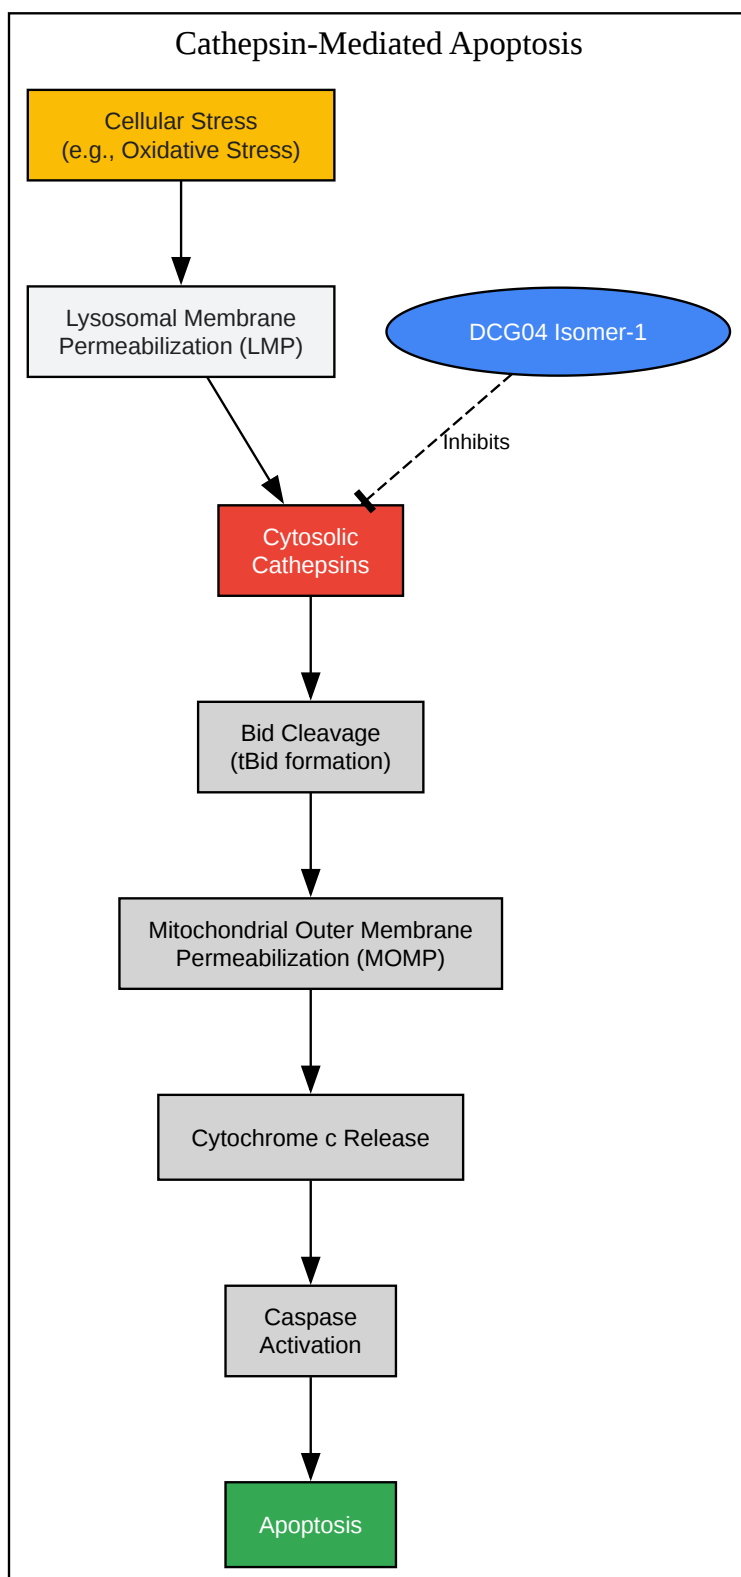 Cathepsin-Mediated Apoptosis
Cellular Stress
(e.g., Oxidative Stress)
Lysosomal Membrane
Permeabilization (LMP)
DCG04 Isomer-1
Inhibits
Cytosolic
Cathepsins
Bid Cleavage
(tBid formation)
Mitochondrial Outer Membrane
Permeabilization (MOMP)
Cytochrome c Release
Caspase
Activation
Apoptosis